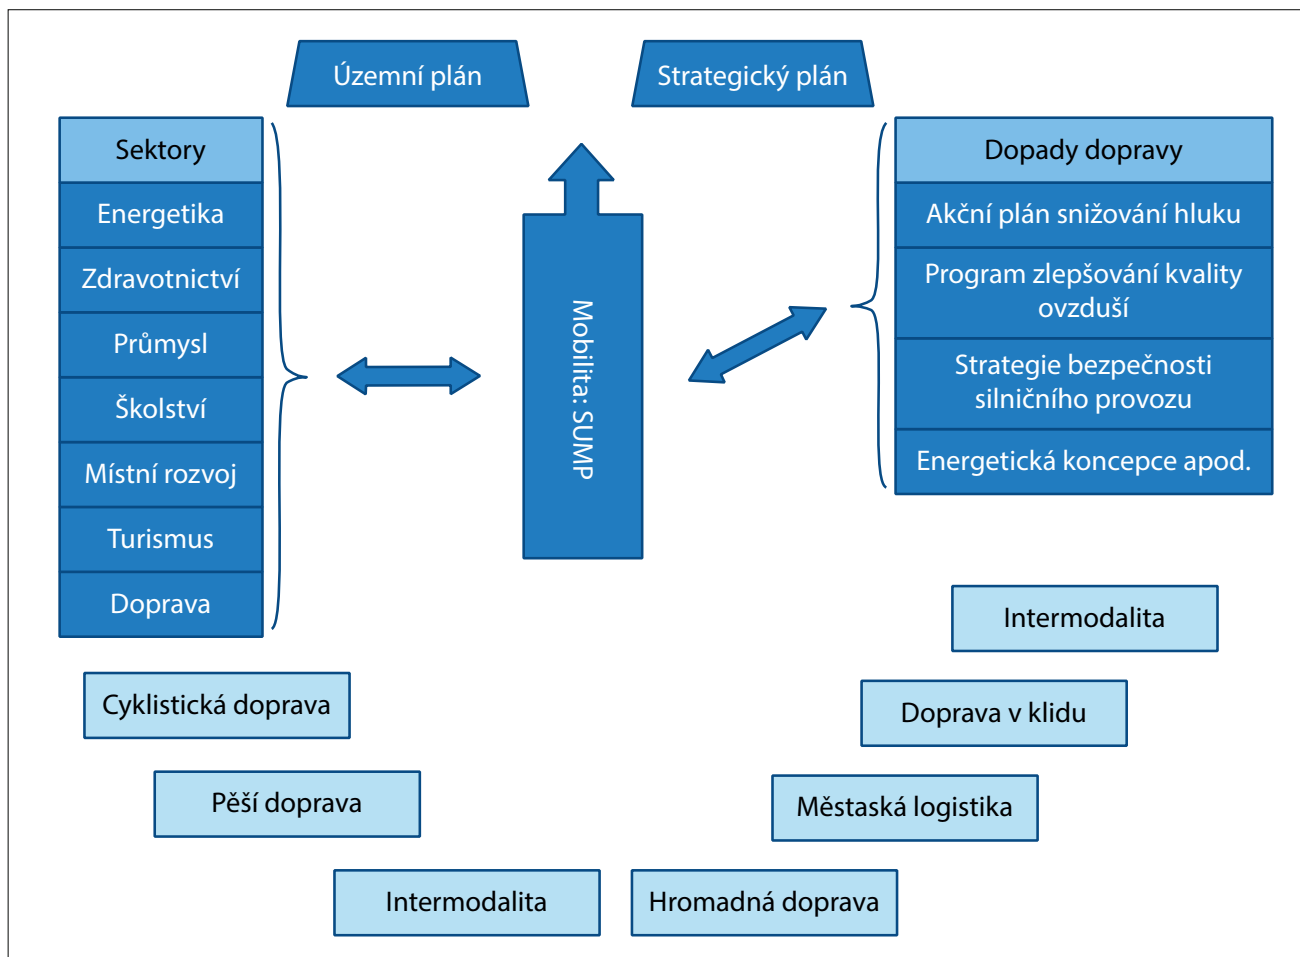 Územní plán
Strategický plán
Sektory
Energetika
Zdravotnictví
Průmysl
Školství
Místní rozvoj
Turismus
Doprava
Mobilita: SUMP
Dopady dopravy
Akční plán snižování hluku
Program zlepšování kvality
ovzduší
Strategie bezpečnosti
silničního provozu
Energetická koncepce apod.
Intermodalita
Cyklistická doprava
Doprava v klidu
Pěší doprava
Městaská logistika
Intermodalita
Hromadná doprava